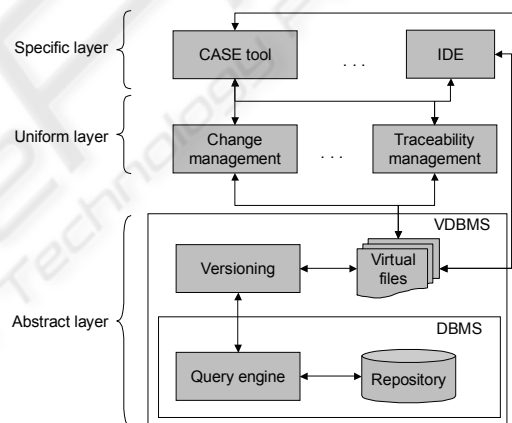 Specific layer
CASE tool
. . .
IDE
Uniform layer
Change
management
. . .
Traceability
management
Abstract layer
VDBMS
Versioning
Virtual
files
DBMS
Query engine
Repository
Technology